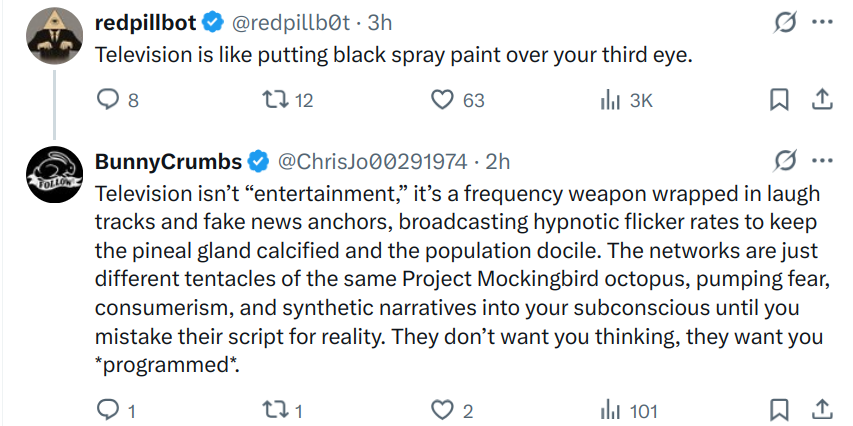 redpillbot @redpillb0t · 3h
Television is like putting black spray paint over your third eye.
8 12 63 3K
BunnyCrumbs @ChrisJo00291974 · 2h
Television isn’t “entertainment,” it’s a frequency weapon wrapped in laugh
tracks and fake news anchors, broadcasting hypnotic flicker rates to keep
the pineal gland calcified and the population docile. The networks are just
different tentacles of the same Project Mockingbird octopus, pumping fear,
consumerism, and synthetic narratives into your subconscious until you
mistake their script for reality. They don’t want you thinking, they want you
*programmed*.
FOLLOW
1 1 2 101